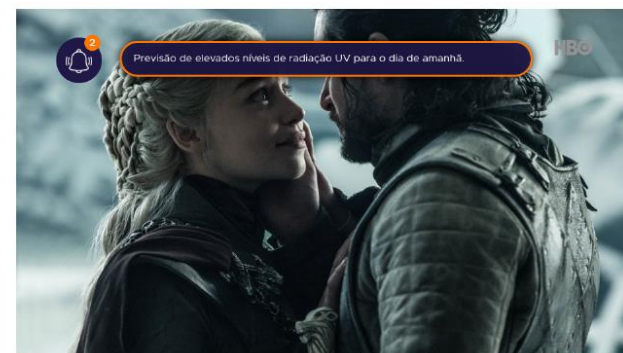 2
Previsão de elevados níveis de radiação UV para o dia de amanhã.
HBO